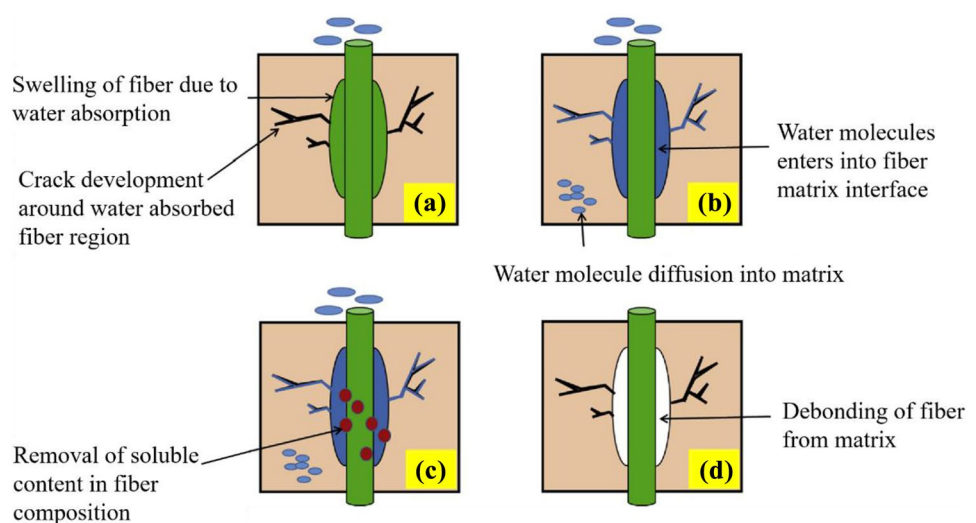 Swelling of fiber due to
water absorption
Crack development
around water absorbed
fiber region
(a)
Water molecules
enters into fiber
matrix interface
(b)
Water molecule diffusion into matrix
Removal of soluble
content in fiber
composition
(c)
Debonding of fiber
from matrix
(d)